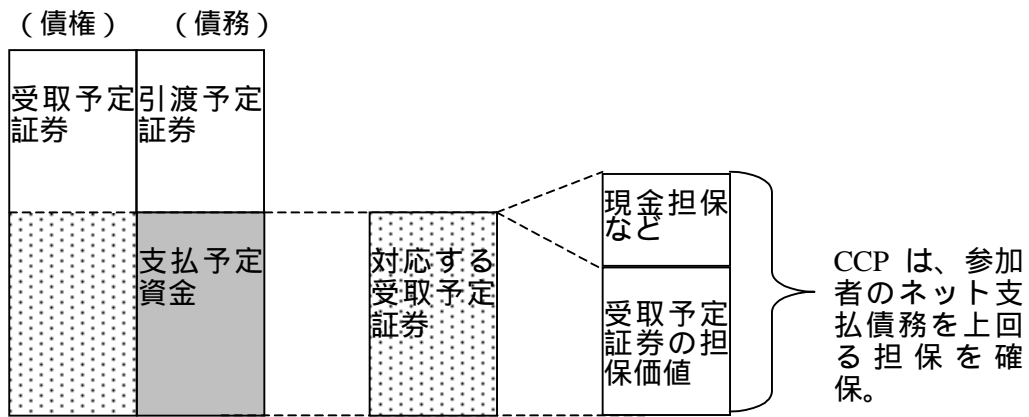 （債権） （債務）
受取予定
証券
引渡予定
証券
支払予定
資金
対応する
受取予定
証券
現金担保
など
受取予定
証券の担
保価値
CCP は、参加
者のネット支
払債務を上回
る担保を確
保。